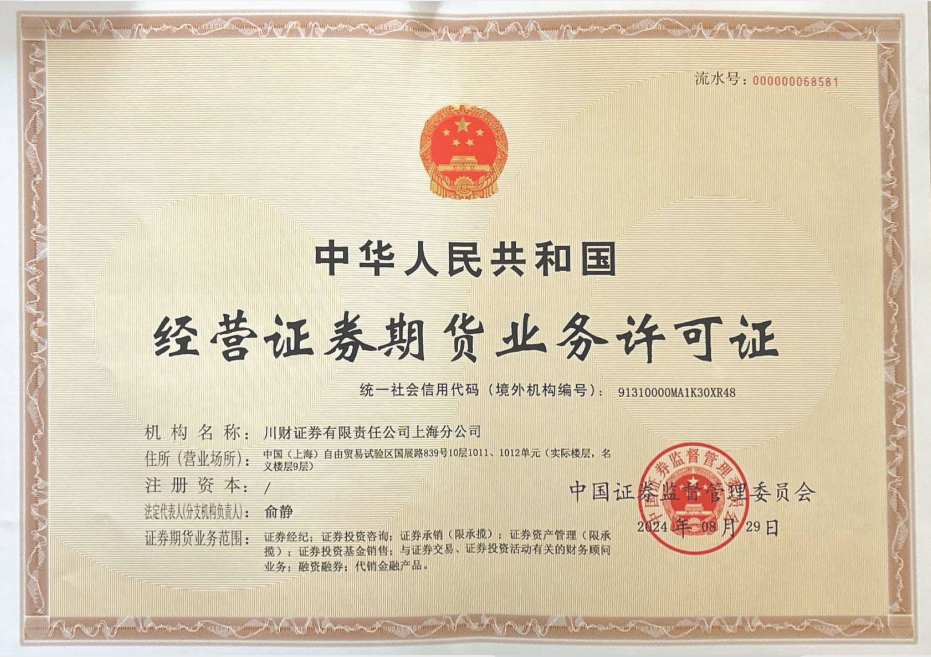 流水号：000000068581
中华人民共和国
经营证券期货业务许可证
统一社会信用代码（境外机构编号）：91310000MA1K30XR48
机构名称：川财证券有限责任公司上海分公司
住所（营业场所）：中国（上海）自由贸易试验区国展路839号10层1011、1012单元（实际楼层，名
义楼层9层）
注册资本：/
法定代表人(分支机构负责人)：俞静
证券期货业务范围：证券经纪；证券投资咨询；证券承销（限承揽）；证券资产管理（限承
揽）；证券投资基金销售；与证券交易、证券投资活动有关的财务顾问
业务；融资融券；代销金融产品。
中国证券监督管理委员会
2024年08月29日
中国证券监督管理委员会